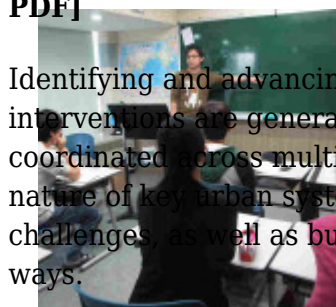 PDF]
Identifying and advancin
interventions are genera
coordinated across multi
nature of key urban syst
challenges, as well as bu
ways.